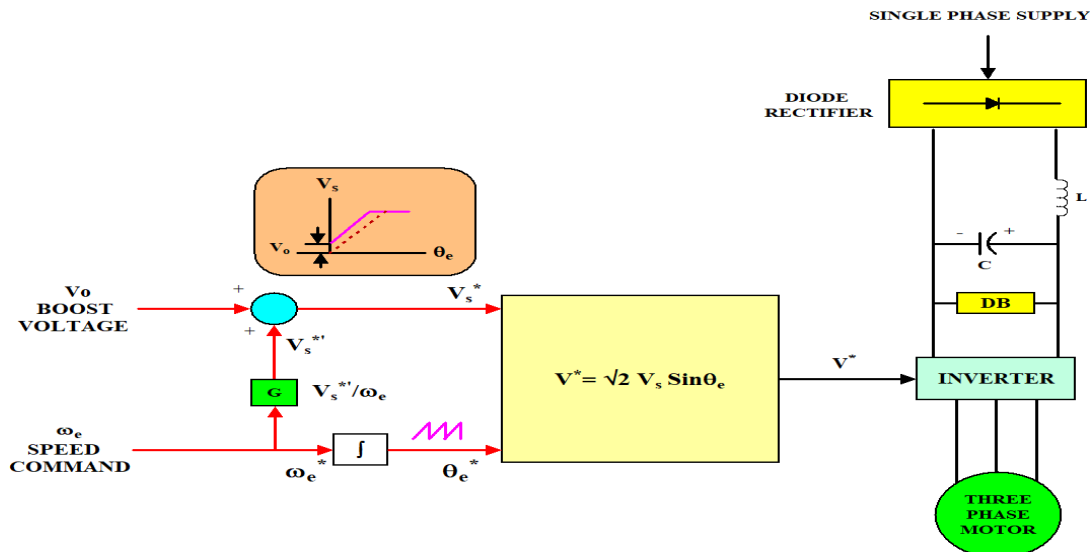 SINGLE PHASE SUPPLY
DIODE
RECTIFIER
L
- +
C
DB
V*
INVERTER
THREE
PHASE
MOTOR
Vs
Vo
θe
Vo
BOOST
VOLTAGE
+
+
Vs*
Vs*'
G
Vs*'/ωe
V*= √2 Vs Sinθe
ωe
SPEED
COMMAND
ωe*
∫
θe*